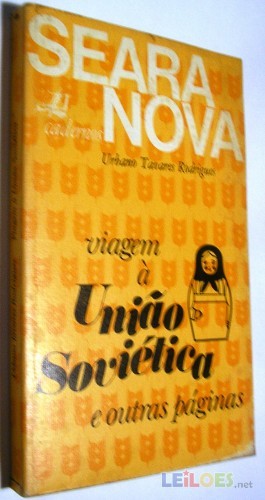 SEARA
NOVA
cadernos
Urbano Tavares Rodrigues
viagem
à
União
Soviética
e outras páginas
LEiLOES.net